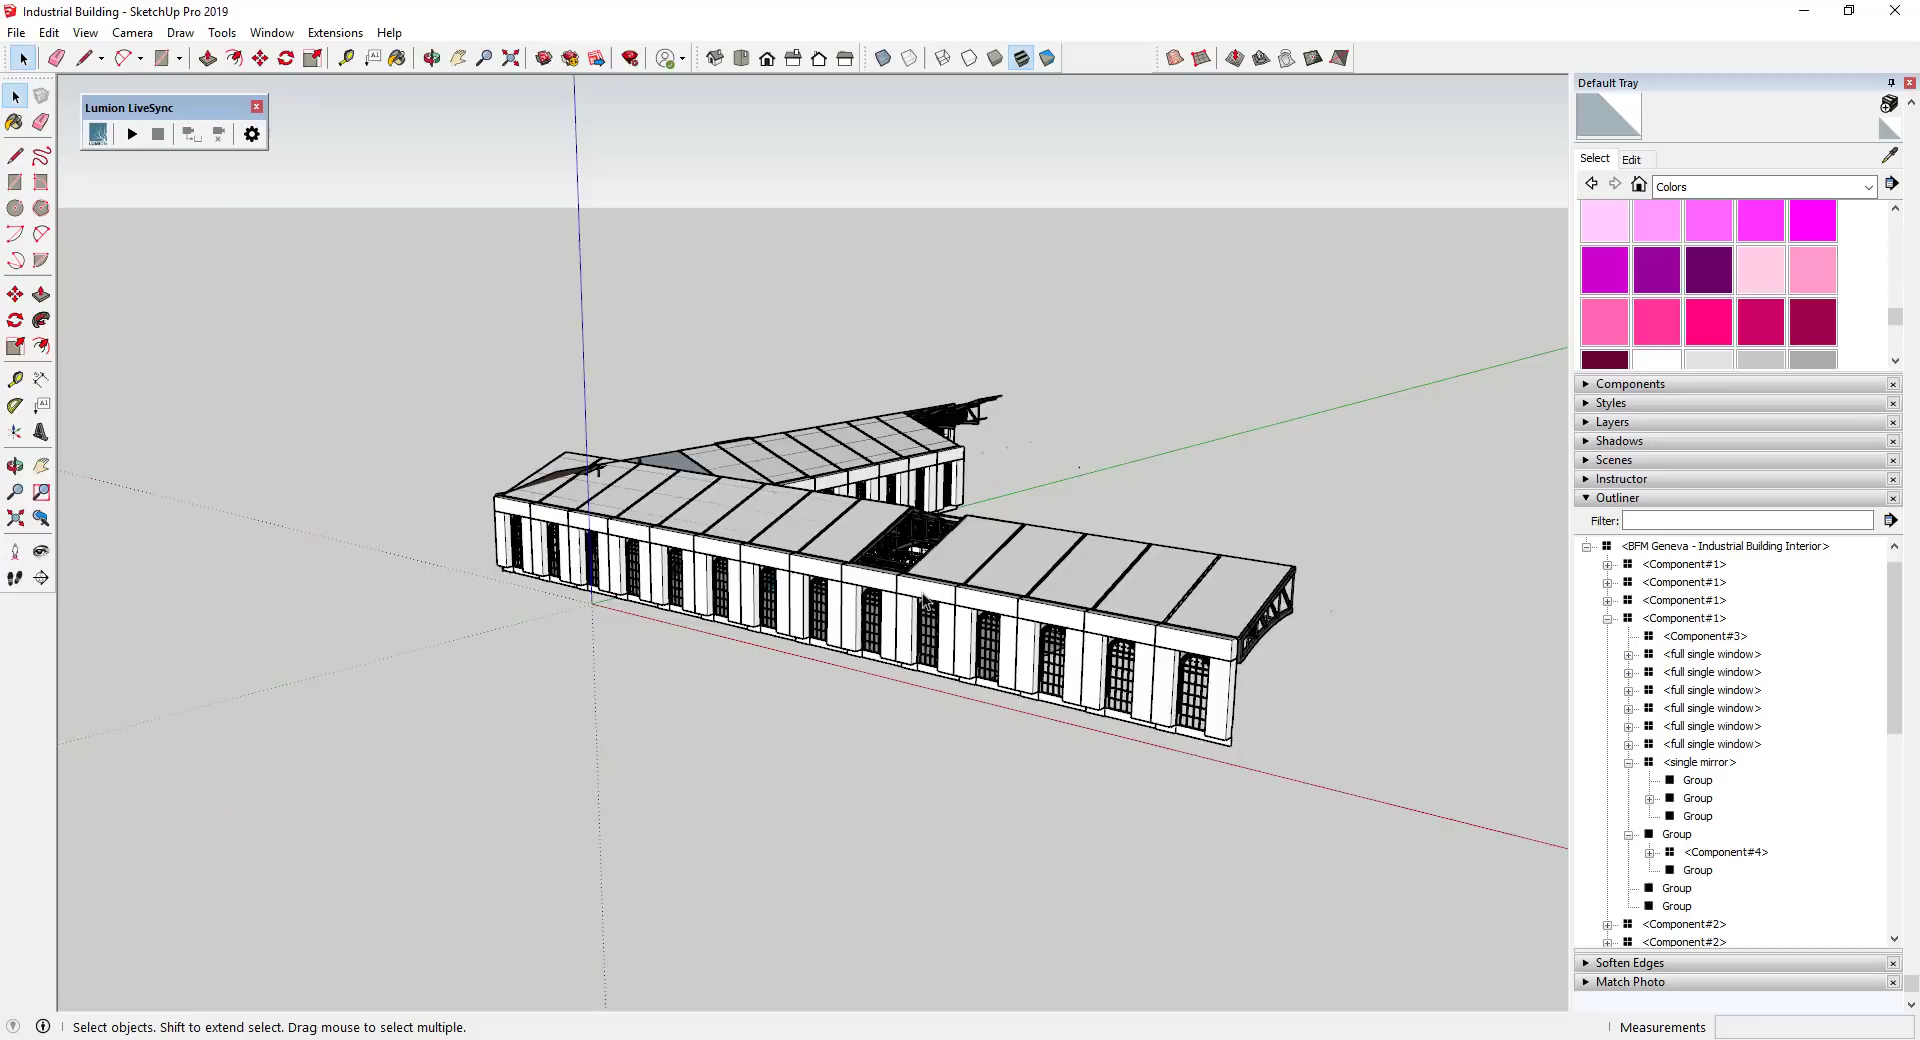 Industrial Building - SketchUp Pro 2019
File Edit View Camera Draw Tools Window Extensions Help
Lumion LiveSync
LUMION
Default Tray
Select Edit
Colors
Components
Styles
Layers
Shadows
Scenes
Instructor
Outliner
Filter:
<BFM Geneva - Industrial Building Interior>
<Component#1>
<Component#1>
<Component#1>
<Component#1>
<Component#3>
<full single window>
<full single window>
<full single window>
<full single window>
<full single window>
<full single window>
<single mirror>
Group
Group
Group
Group
<Component#4>
Group
Group
Group
<Component#2>
<Component#2>
Soften Edges
Match Photo
Select objects. Shift to extend select. Drag mouse to select multiple.
Measurements